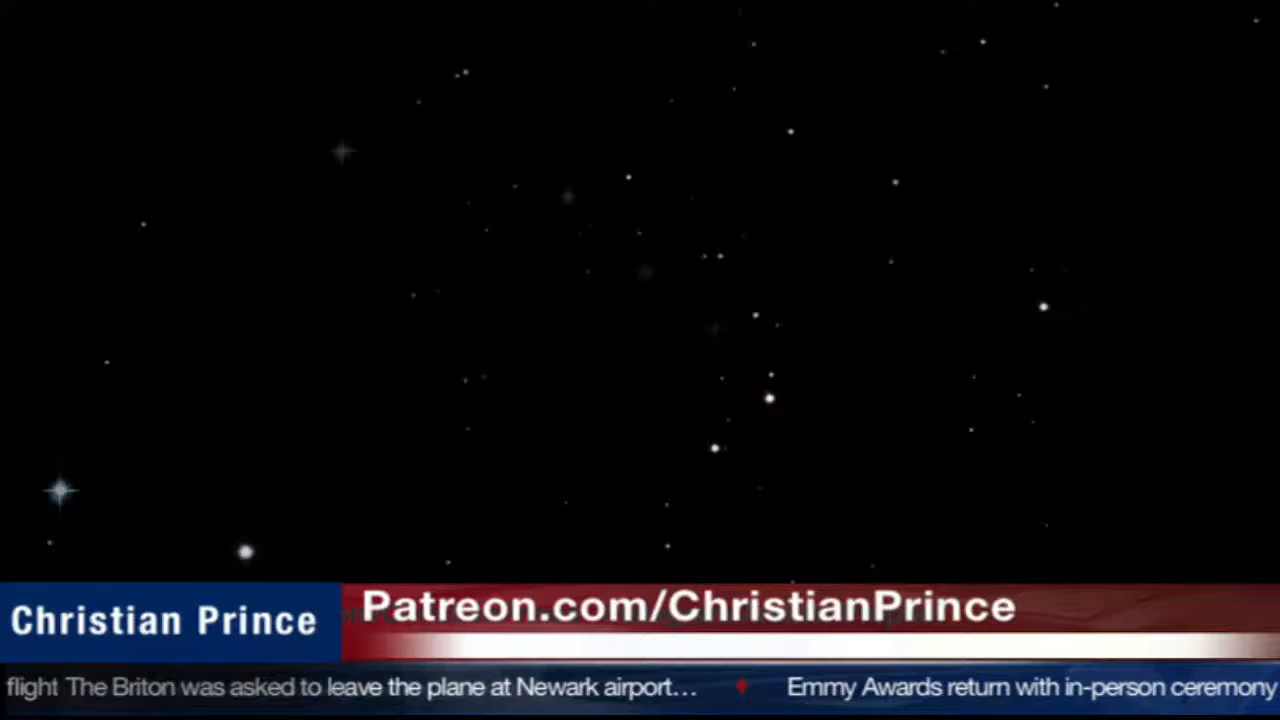 Christian Prince
Patreon.com/ChristianPrince
flight The Briton was asked to leave the plane at Newark airport… ♦ Emmy Awards return with in-person ceremony